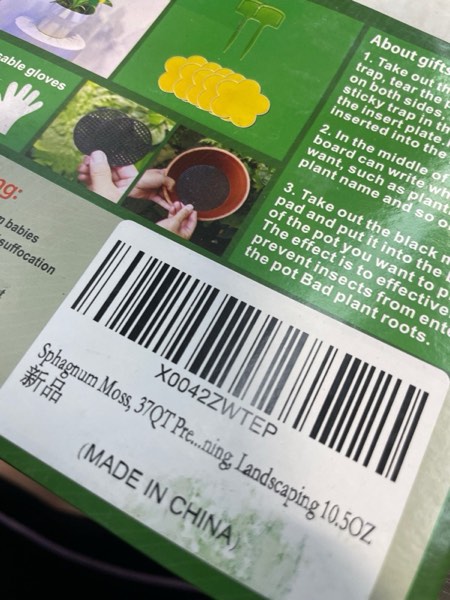 sable gloves
About gifts
1. Take out th
trap, tear the p
on both sides,
sticky trap in th
the insert plate.
inserted into the
2. In the middle of
board can write wh
want, such as plant
plant name and so o
3. Take out the black m
pad and put it into the
of the pot you want to p
The effect is to effective
prevent insects from ente
the pot Bad plant roots.
ng:
babies
suffocation
X0042ZWTEP
Sphagnum Moss, 37QT Pre...ning, Landscaping 10.5OZ
新品
(MADE IN CHINA)